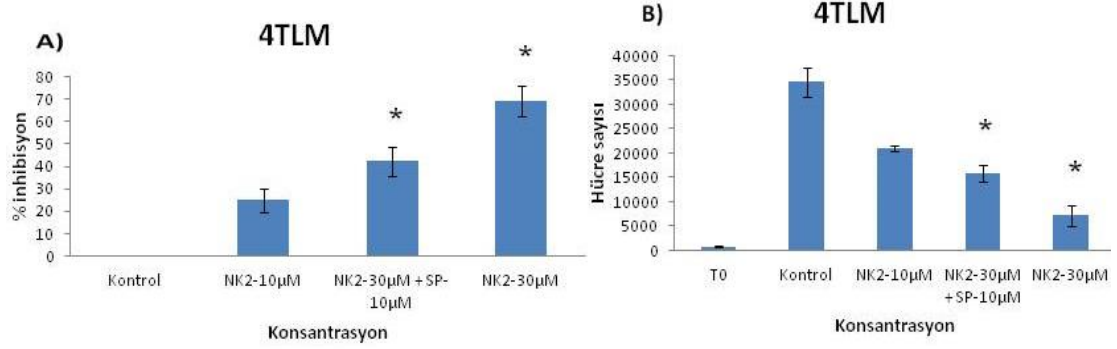 A)
4TLM
*
*
% inhibisyon
80
70
60
50
40
30
20
10
0
Kontrol
NK2-10µM
NK2-30µM +SP-
10µM
NK2-30µM
Konsantrasyon
B)
4TLM
*
*
Hücre sayısı
40000
35000
30000
25000
20000
15000
10000
5000
0
T0
Kontrol
NK2-10µM
NK2-30µM
+SP-10µM
NK2-30µM
Konsantrasyon